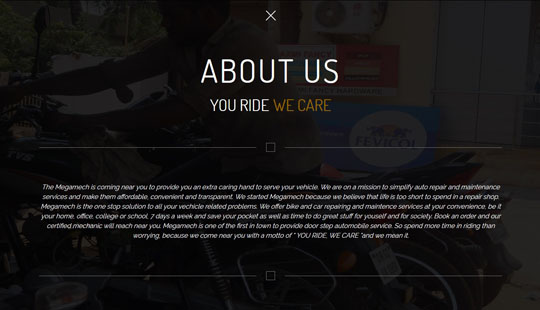 ABOUT US
YOU RIDE WE CARE
FEVICOL
The Megamech is coming near you to provide you an extra caring hand to serve your vehicle. We are on a mission to simplify auto repair and maintenance
services and make them affordable, convenient and transparent. We started Megamech because we believe that life is too short to spend in a repair shop.
Megamech is the one stop solution to all your vechicle related problems. We offer bike and car repairing and maintence services at your convenience, be it
your home, office, college or school, 7 days a week and save your pocket as well as time to do great stuff for youself and for society. Book an order and our
certified mechanic will reach near you. Megamech is one of the first in town to provide door step automobile service. So spend more time in riding than
worrying, because we come near you with a motto of " YOU RIDE, WE CARE "and we mean it.